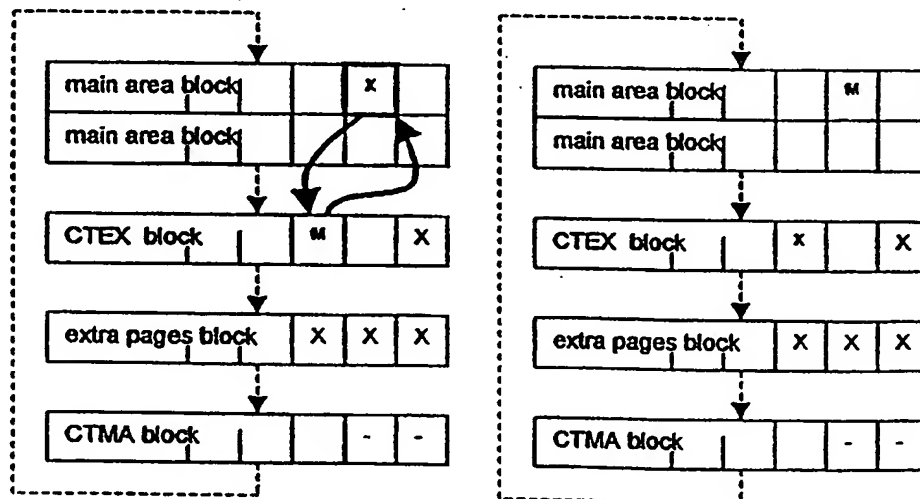 main area block X
main area block
CTEX block M X
extra pages block X X X
CTMA block - -
main area block M
main area block
CTEX block X X
extra pages block X X X
CTMA block - -